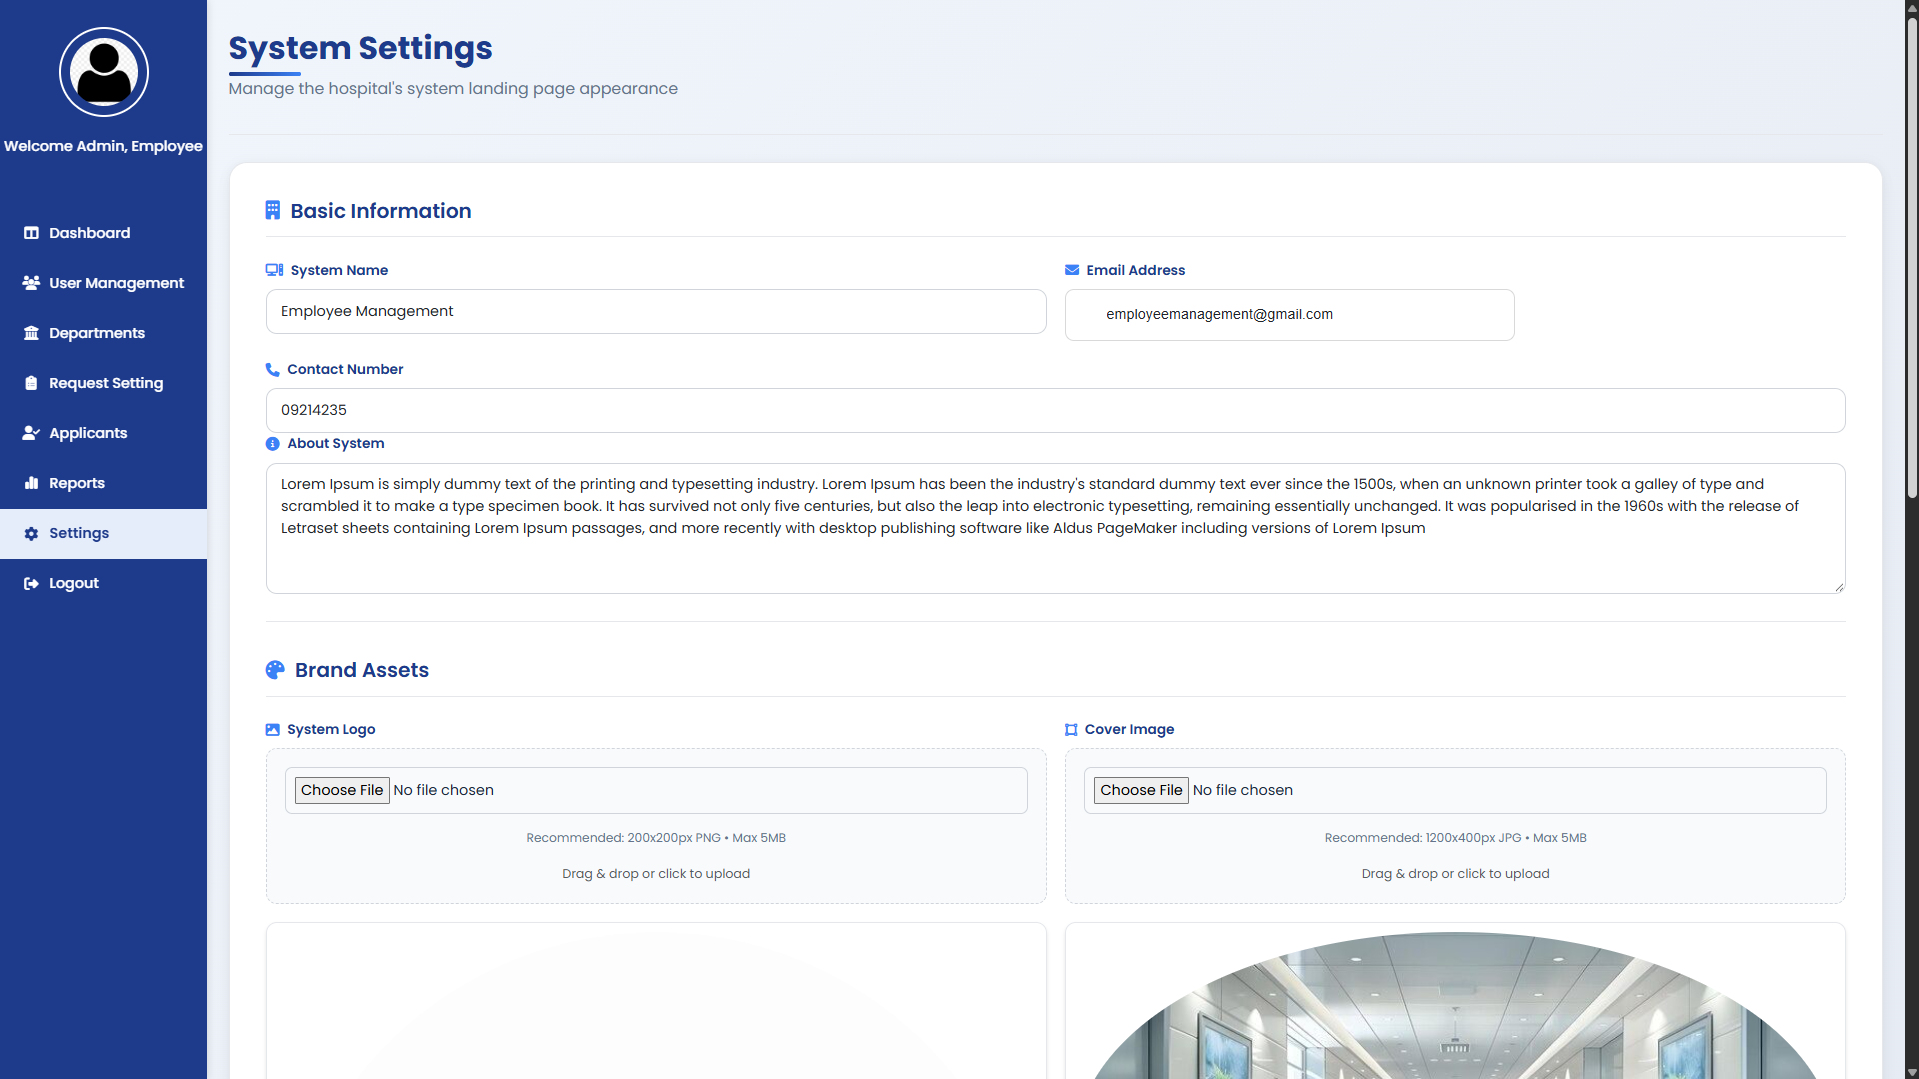 Welcome Admin, Employee
Dashboard
User Management
Departments
Request Setting
Applicants
Reports
Settings
Logout
System Settings
Manage the hospital's system landing page appearance
Basic Information
System Name
Employee Management
Email Address
employeemanagement@gmail.com
Contact Number
09214235
About System
Lorem Ipsum is simply dummy text of the printing and typesetting industry. Lorem Ipsum has been the industry's standard dummy text ever since the 1500s, when an unknown printer took a galley of type and
scrambled it to make a type specimen book. It has survived not only five centuries, but also the leap into electronic typesetting, remaining essentially unchanged. It was popularised in the 1960s with the release of
Letraset sheets containing Lorem Ipsum passages, and more recently with desktop publishing software like Aldus PageMaker including versions of Lorem Ipsum
Brand Assets
System Logo
Choose File No file chosen
Recommended: 200x200px PNG • Max 5MB
Drag & drop or click to upload
Cover Image
Choose File No file chosen
Recommended: 1200x400px JPG • Max 5MB
Drag & drop or click to upload